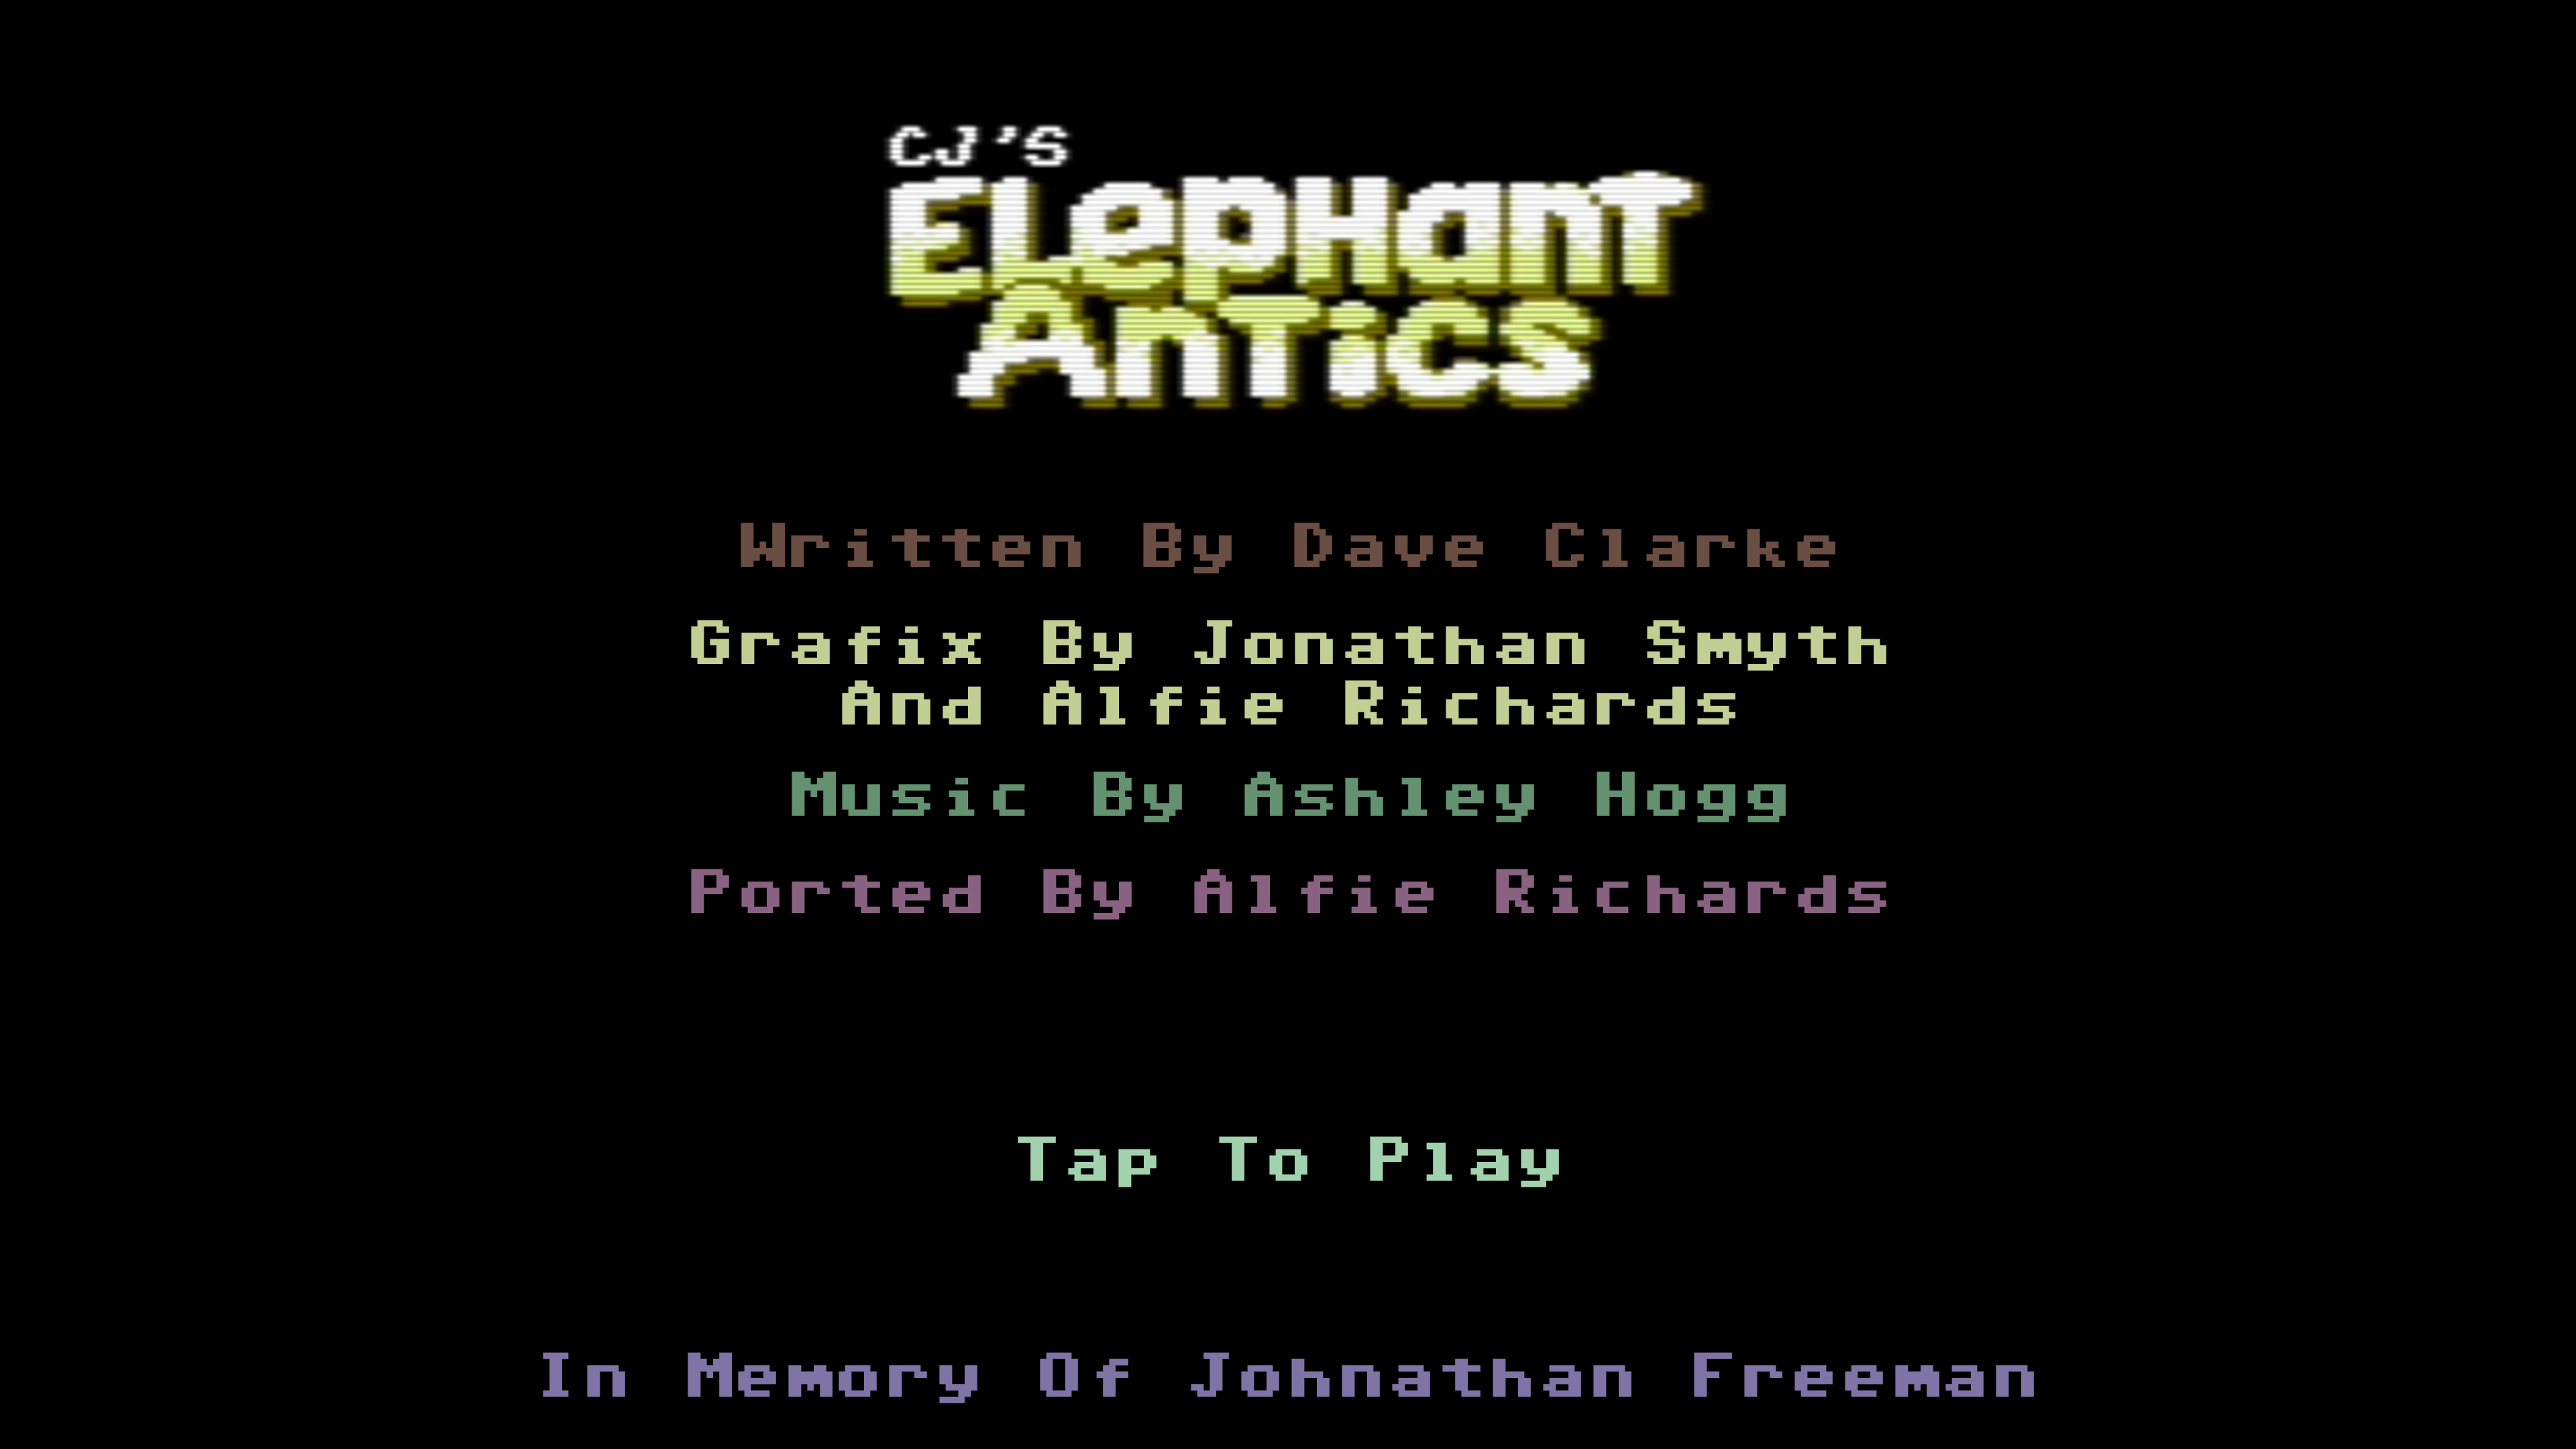 CJ'S
ELepHanT
AnTiCS
Written By Dave Clarke
Grafix By Jonathan Smyth
And Alfie Richards
Music By Ashley Hogg
Ported By Alfie Richards
Tap To Play
In Memory Of Johnathan Freeman